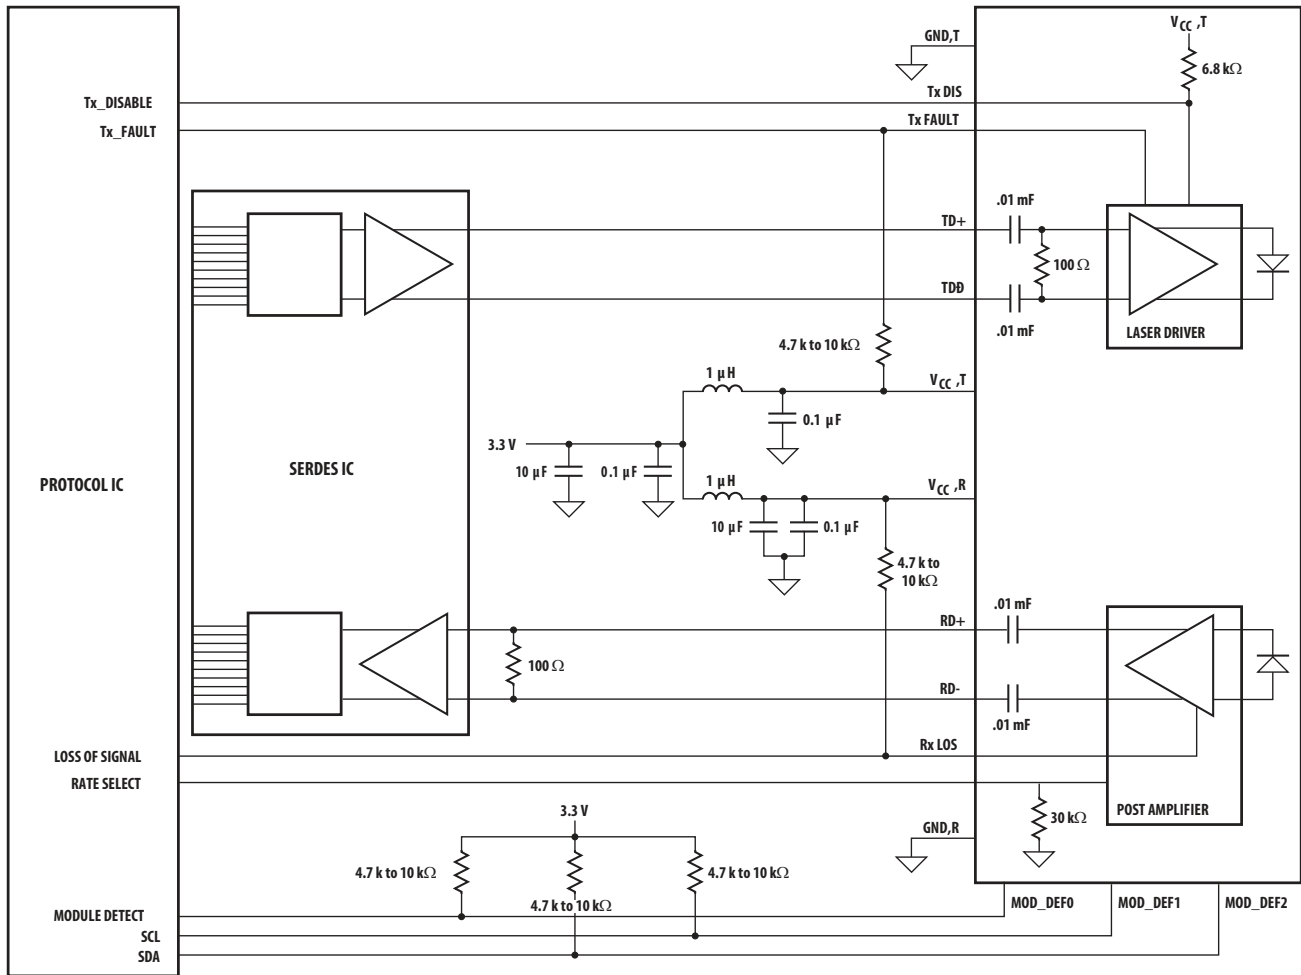 V_CC ,T
GND,T
6.8 kΩ
Tx_DISABLE
Tx DIS
Tx_FAULT
Tx FAULT
.01 mF
TD+
100 Ω
TDÐ
.01 mF
LASER DRIVER
4.7 k to 10 kΩ
1 µH
V_CC ,T
0.1 µF
3.3 V
SERDES IC
10 µF
0.1 µF
PROTOCOL IC
1 µH
V_CC ,R
10 µF
0.1 µF
4.7 k to
10 kΩ
.01 mF
RD+
100 Ω
RD-
.01 mF
LOSS OF SIGNAL
Rx LOS
RATE SELECT
3.3 V
30 kΩ
POST AMPLIFIER
GND,R
4.7 k to 10 kΩ
4.7 k to 10 kΩ
4.7 k to 10 kΩ
MODULE DETECT
MOD_DEF0
MOD_DEF1
MOD_DEF2
SCL
SDA